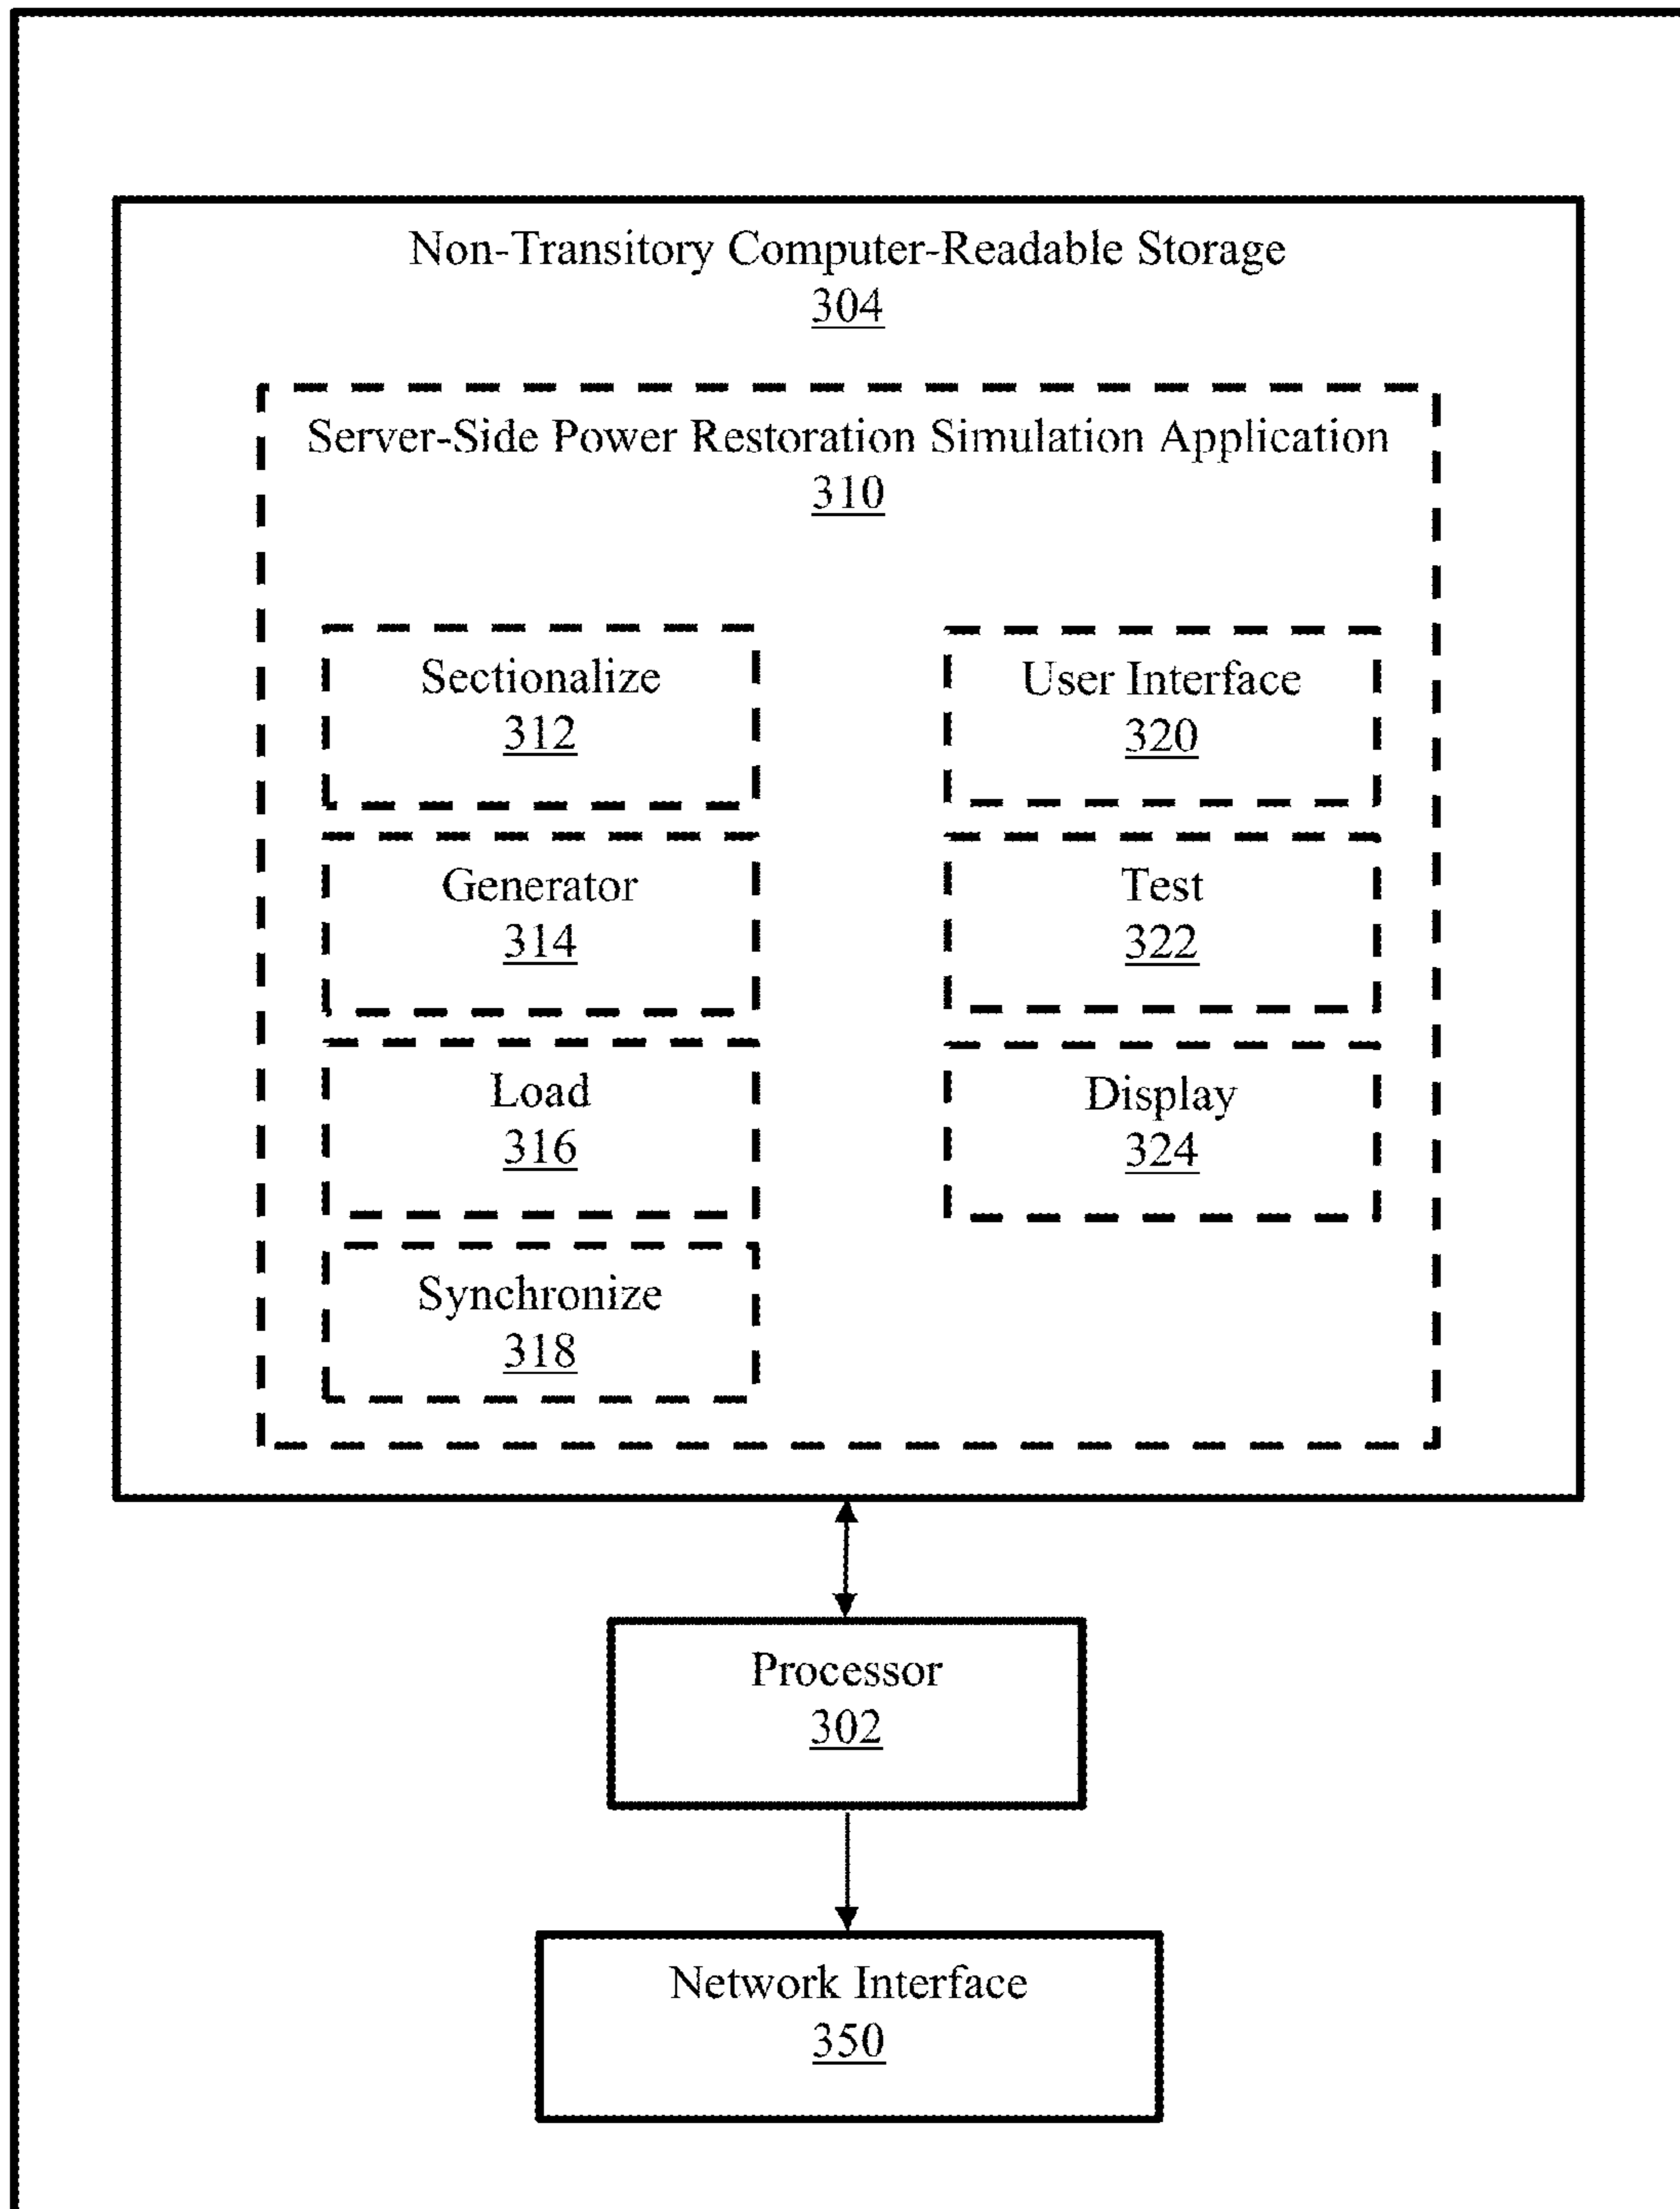 Non-Transitory Computer-Readable Storage
304
Server-Side Power Restoration Simulation Application
310
Sectionalize
312
Generator
314
Load
316
Synchronize
318
User Interface
320
Test
322
Display
324
Processor
302
Network Interface
350